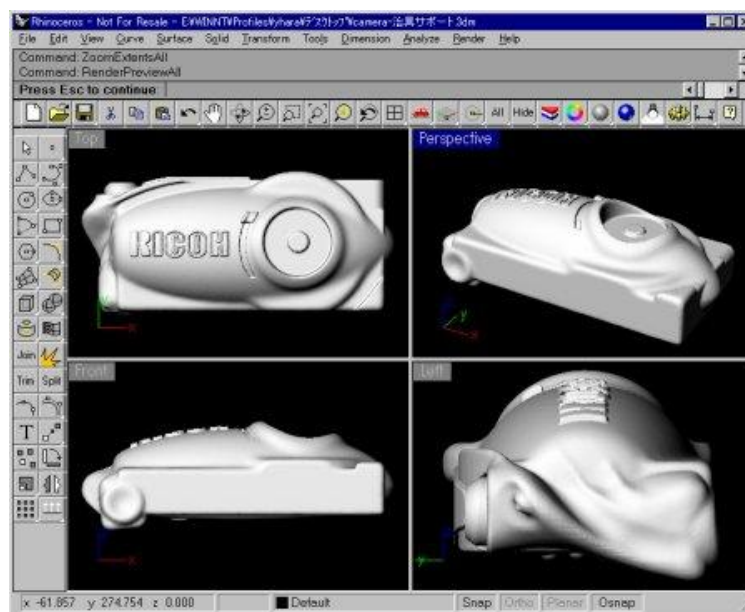 Rhinoceros - Not For Resale - E:¥WINNT¥Profiles¥yhara¥デスクトップ¥camera-治具サポート.3dm
File Edit View Curve Surface Solid Transform Tools Dimension Analyze Render Help
Command: ZoomExtentsAll
Command: RenderPreviewAll
Press Esc to continue
All Hide
Top
Perspective
RICOH
y
x
z
y
x
Join
Trim Split
Front
Left
T
z
x
z
y
x -61.857 y 274.754 z 0.000 Default Snap Ortho Planar Osnap